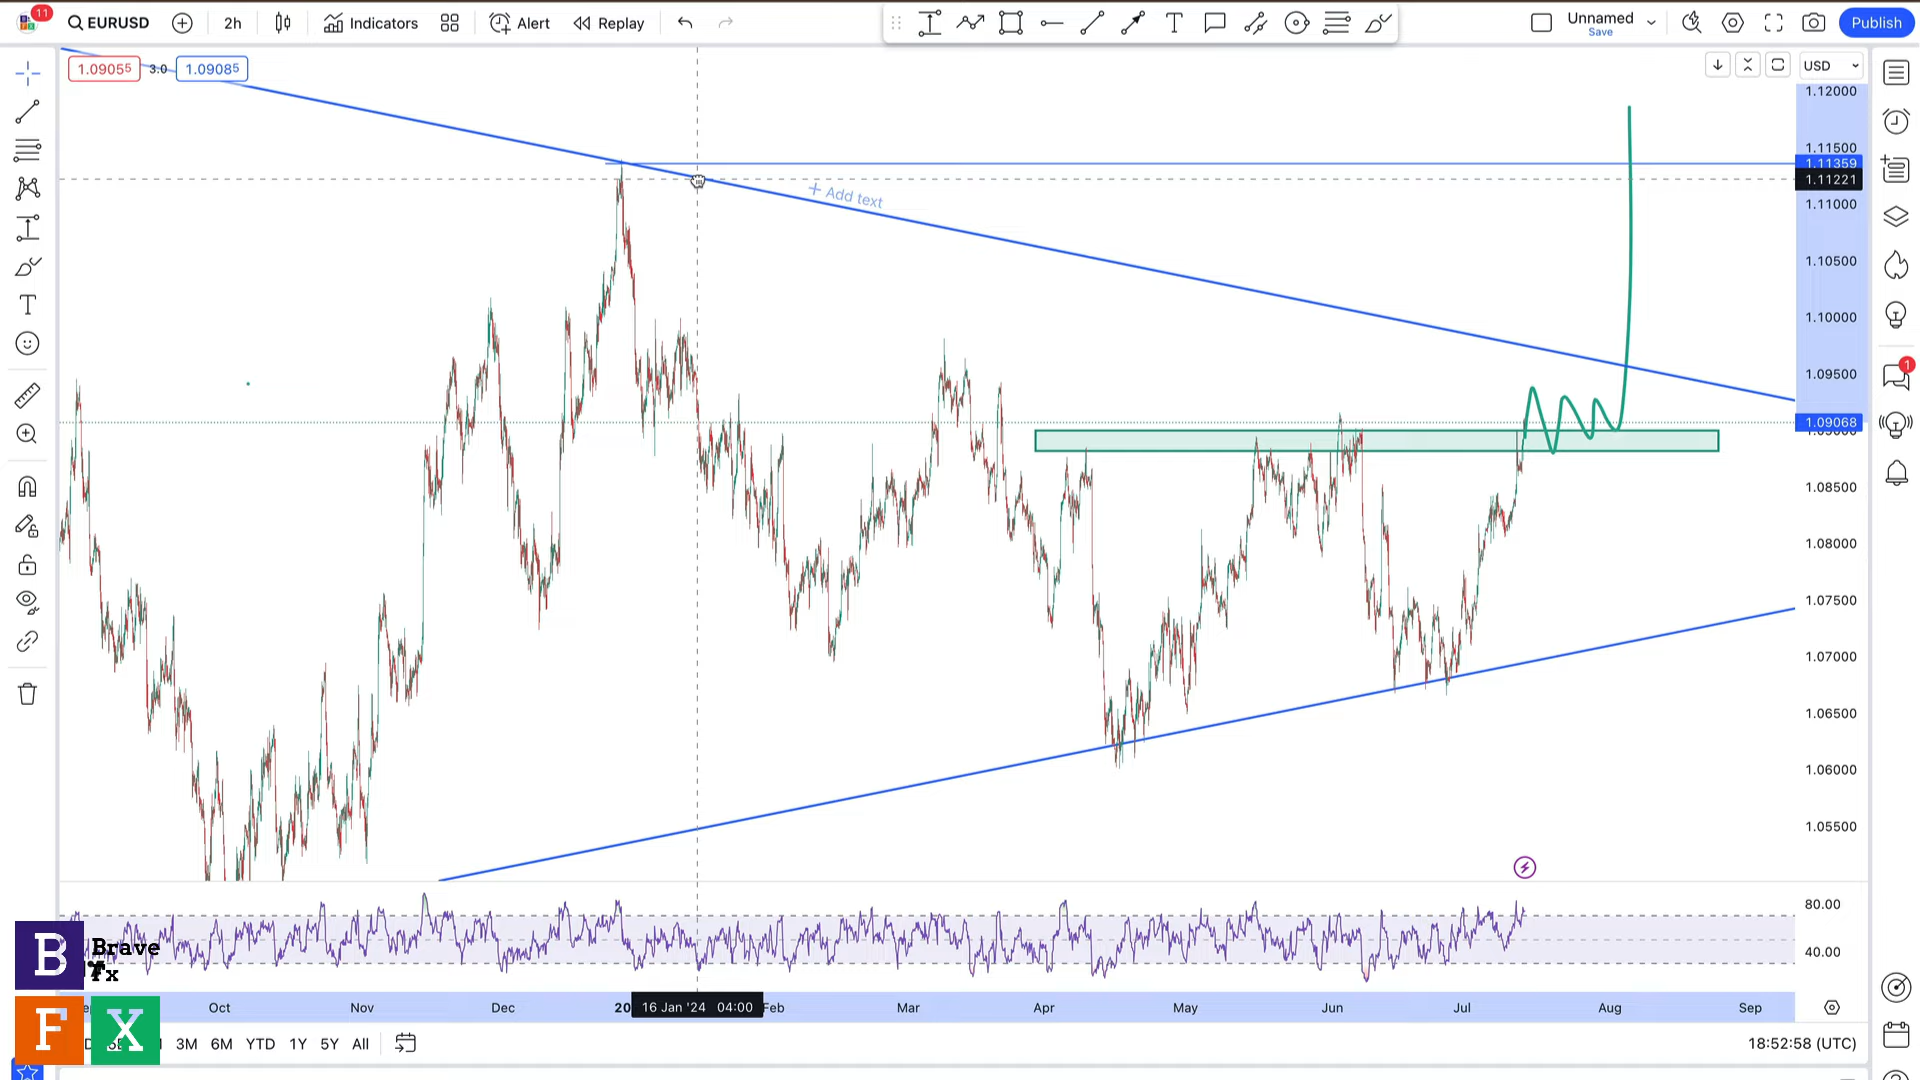 11
EURUSD
2h
Indicators
Alert
Replay
Unnamed
Save
Publish
1.09055
3.0
1.09085
USD
1.12000
1.11500
1.11359
1.11221
1.11000
1.10500
1.10000
1.09500
1.09068
1.08500
1.08000
1.07500
1.07000
1.06500
1.06000
1.05500
+ Add text
80.00
40.00
1
B
Brave
Fx
F
X
Oct
Nov
Dec
20
16 Jan '24 04:00
Feb
Mar
Apr
May
Jun
Jul
Aug
Sep
3M
6M
YTD
1Y
5Y
All
18:52:58 (UTC)